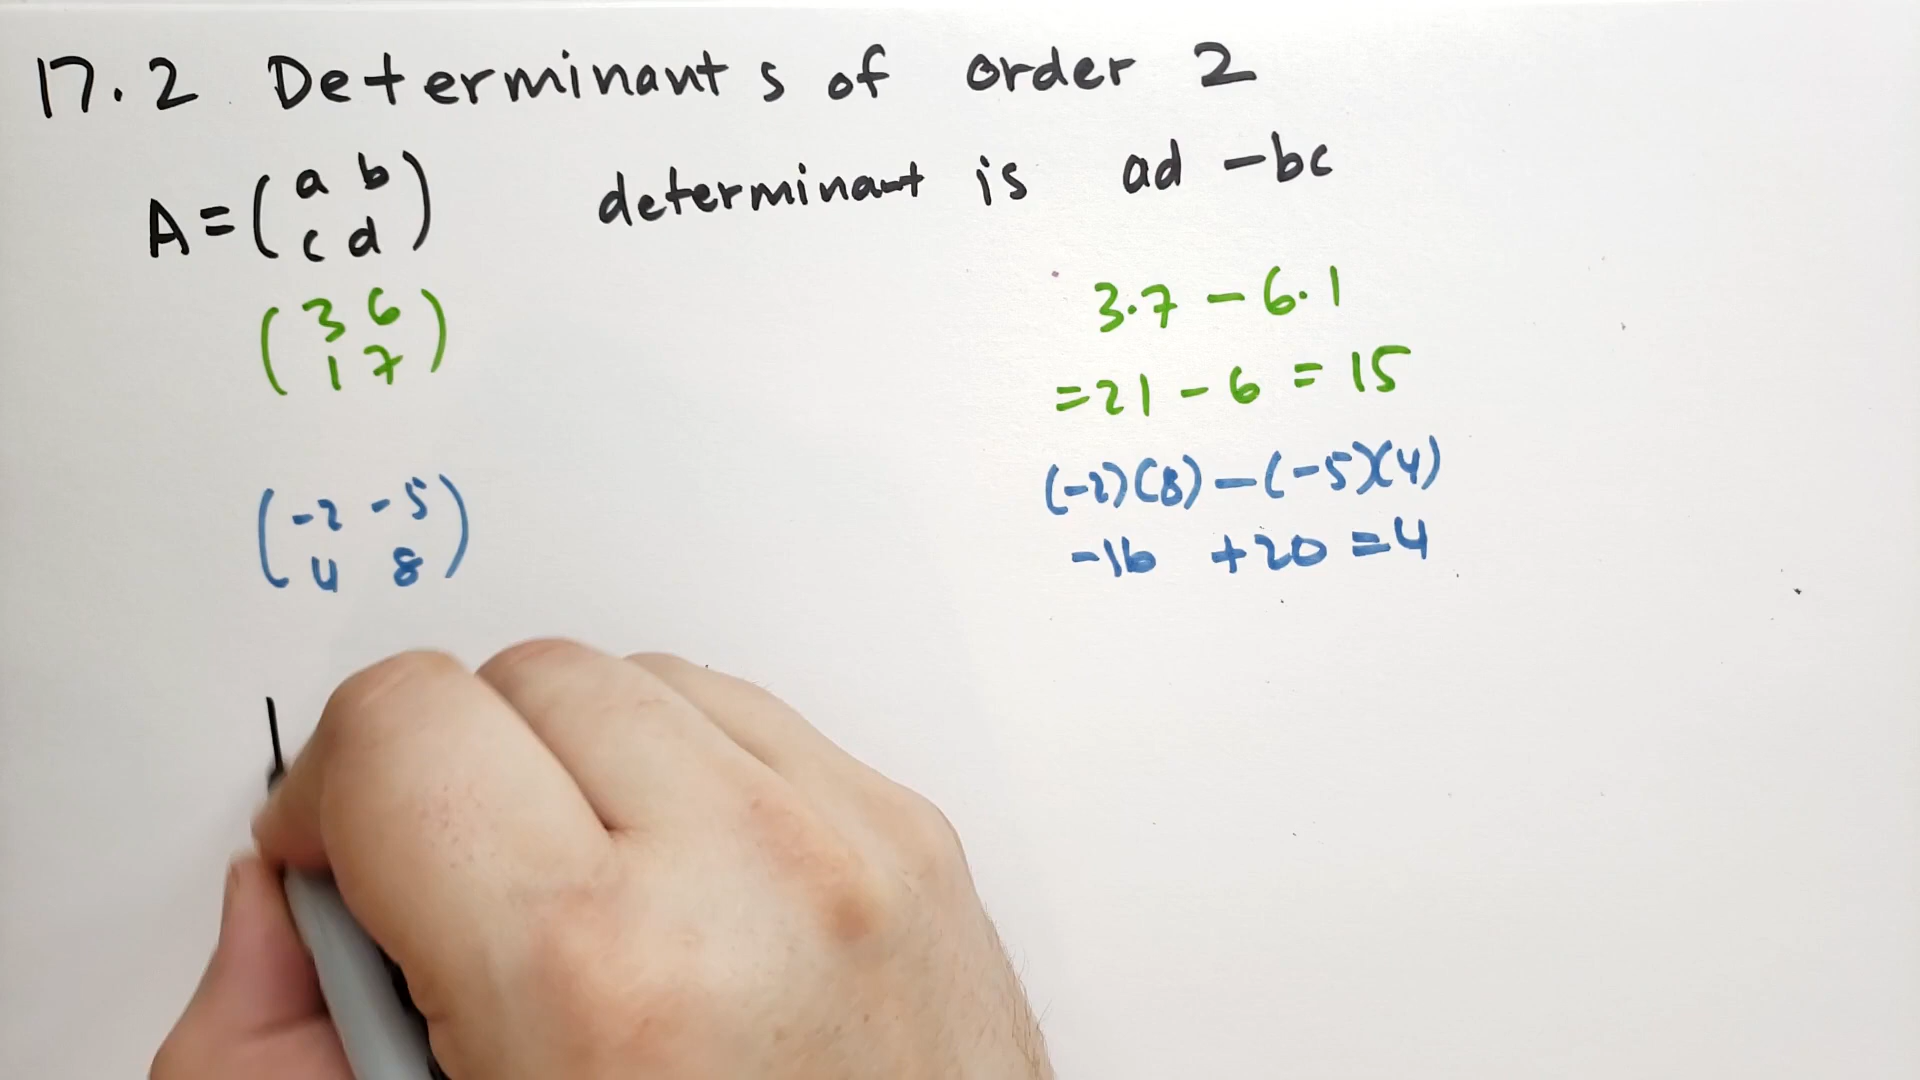 17.2 Determinants of order 2
A = ( a b
c d ) determinant is ad - bc
( 3 6
1 7 ) 3·7 - 6·1
= 21 - 6 = 15
( -2 -5
4 8 ) (-2)(8) - (-5)(4)
-16 +20 = 4